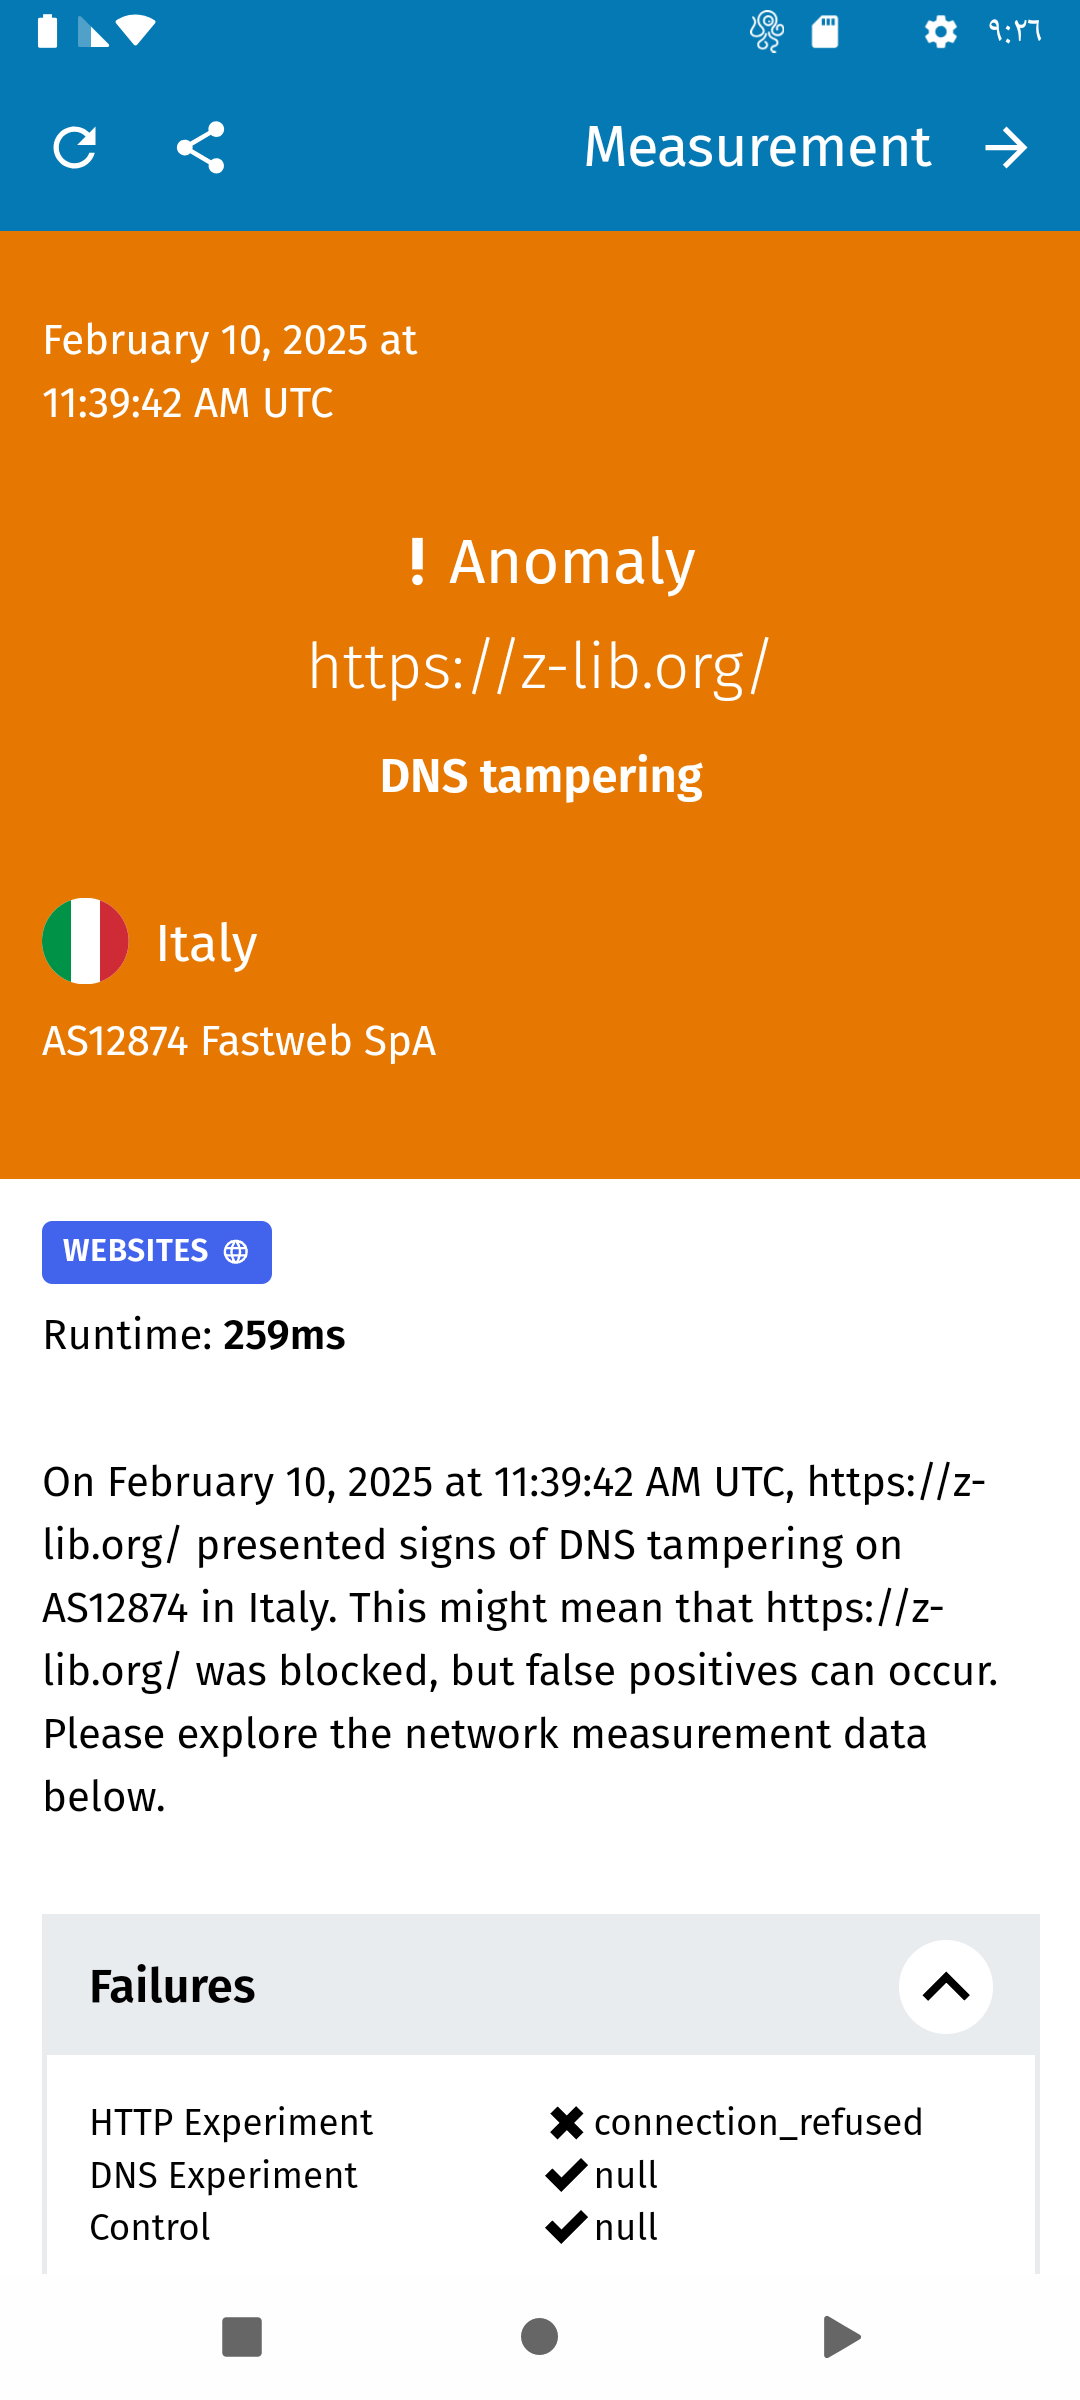 ٩:٢٦
Measurement
February 10, 2025 at
11:39:42 AM UTC
! Anomaly
https://z-lib.org/
DNS tampering
Italy
AS12874 Fastweb SpA
WEBSITES
Runtime: 259ms
On February 10, 2025 at 11:39:42 AM UTC, https://z-
lib.org/ presented signs of DNS tampering on
AS12874 in Italy. This might mean that https://z-
lib.org/ was blocked, but false positives can occur.
Please explore the network measurement data
below.
Failures
HTTP Experiment connection_refused
DNS Experiment null
Control null